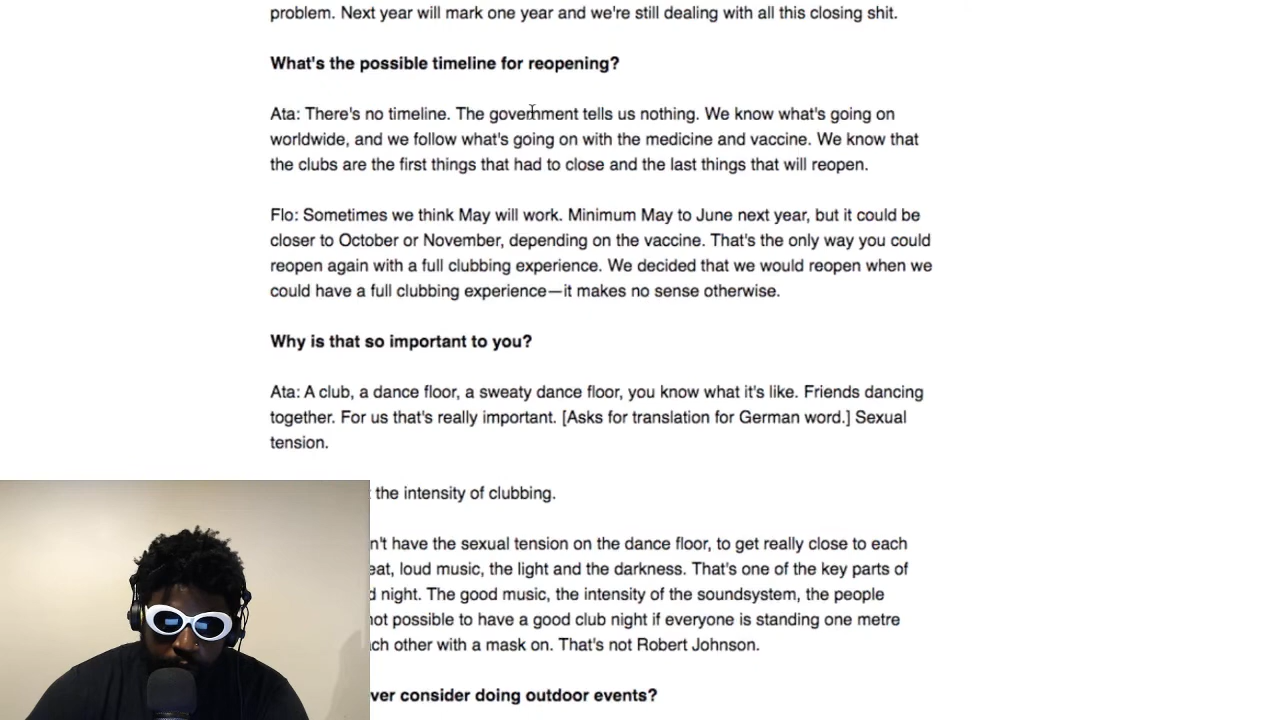 problem. Next year will mark one year and we're still dealing with all this closing shit.
What's the possible timeline for reopening?
Ata: There's no timeline. The government tells us nothing. We know what's going on
worldwide, and we follow what's going on with the medicine and vaccine. We know that
the clubs are the first things that had to close and the last things that will reopen.
Flo: Sometimes we think May will work. Minimum May to June next year, but it could be
closer to October or November, depending on the vaccine. That's the only way you could
reopen again with a full clubbing experience. We decided that we would reopen when we
could have a full clubbing experience—it makes no sense otherwise.
Why is that so important to you?
Ata: A club, a dance floor, a sweaty dance floor, you know what it's like. Friends dancing
together. For us that's really important. [Asks for translation for German word.] Sexual
tension.
the intensity of clubbing.
have the sexual tension on the dance floor, to get really close to each
loud music, the light and the darkness. That's one of the key parts of
night. The good music, the intensity of the soundsystem, the people
not possible to have a good club night if everyone is standing one metre
other with a mask on. That's not Robert Johnson.
consider doing outdoor events?